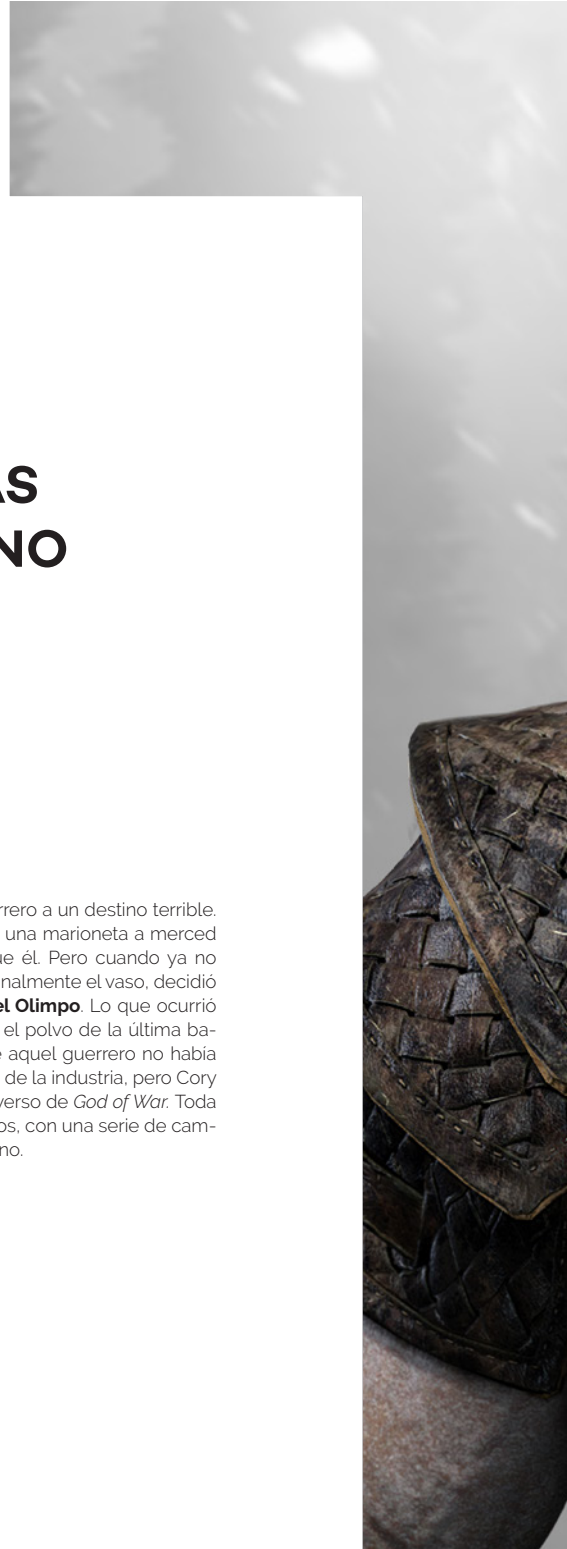 AS
NO
rrero a un destino terrible.
una marioneta a merced
ue él. Pero cuando ya no
nalmente el vaso, decidió
el Olimpo. Lo que ocurrió
el polvo de la última ba-
e aquel guerrero no había
de la industria, pero Cory
verso de God of War. Toda
os, con una serie de cam-
no.